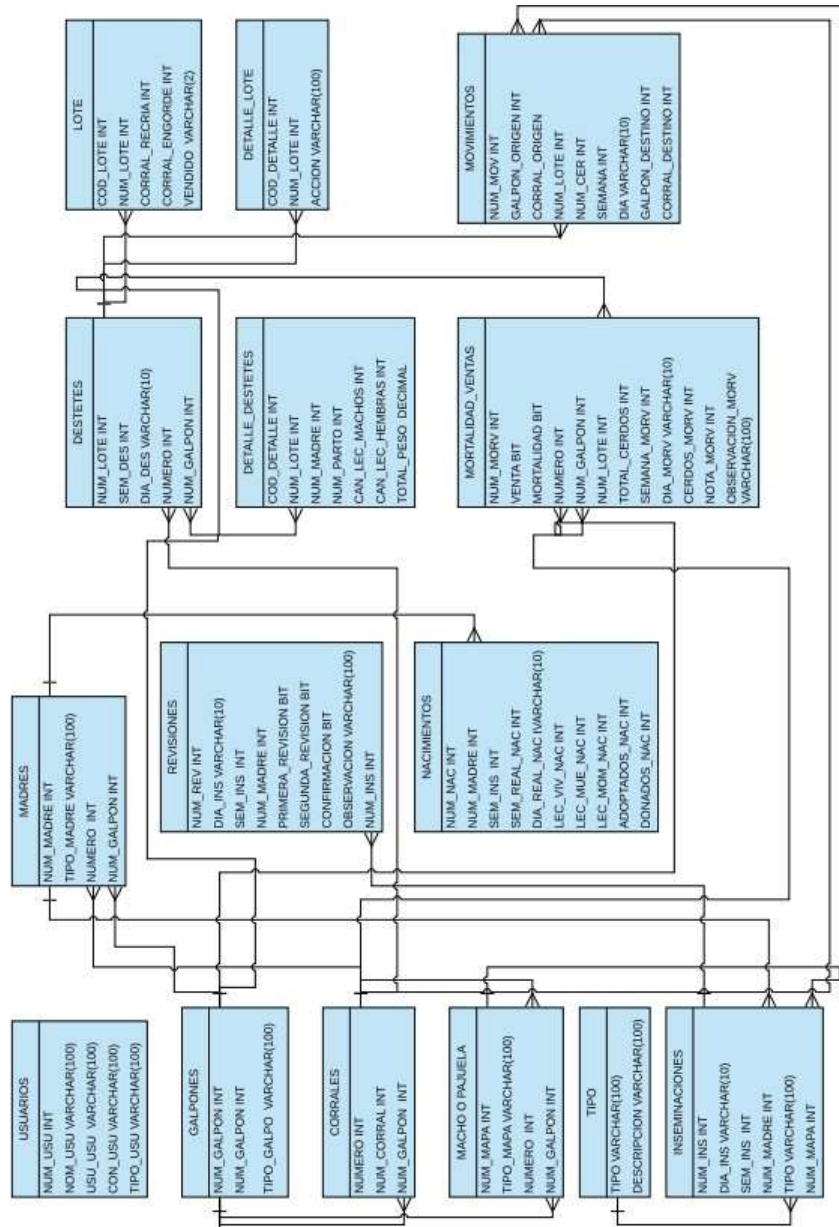 USUARIOS
NUM_USU INT
NOM_USU VARCHAR(100)
USU_USU VARCHAR(100)
CON_USU VARCHAR(100)
TIPO_USU VARCHAR(100)
GALPONES
NUM_GALPON INT
NUM_GALPON INT
TIPO_GALPO VARCHAR(100)
CORRALES
NUMERO INT
NUM_CORRAL INT
NUM_GALPON INT
MACHO O PAJUELA
NUM_MAPA INT
TIPO_MAPA VARCHAR(100)
NUMERO INT
NUM_GALPON INT
TIPO
TIPO VARCHAR(100)
DESCRIPCION VARCHAR(100)
INSEMINACIONES
NUM_INS INT
DIA_INS VARCHAR(10)
SEM_INS INT
NUM_MADRE INT
TIPO VARCHAR(100)
NUM_MAPA INT
MADRES
NUM_MADRE INT
TIPO_MADRE VARCHAR(100)
NUMERO INT
NUM_GALPON INT
REVISIONES
NUM_REV INT
DIA_INS VARCHAR(10)
SEM_INS INT
NUM_MADRE INT
PRIMERA_REVISION BIT
SEGUNDA_REVISION BIT
CONFIRMACION BIT
OBSERVACION VARCHAR(100)
NUM_INS INT
NACIMIENTOS
NUM_NAC INT
NUM_MADRE INT
SEM_INS INT
SEM_REAL_NAC INT
DIA_REAL_NAC IVARCHAR(10)
LEC_VIV_NAC INT
LEC_MUE_NAC INT
LEC_MOM_NAC INT
ADOPTADOS_NAC INT
DONADOS_NAC INT
DESTETES
NUM_LOTE INT
SEM_DES INT
DIA_DES VARCHAR(10)
NUMERO INT
NUM_GALPON INT
DETALLE_DESTETES
COD_DETALLE INT
NUM_LOTE INT
NUM_MADRE INT
NUM_PARTO INT
CAN_LEC_MACHOS INT
CAN_LEC_HEMBRAS INT
TOTAL_PESO DECIMAL
MORTALIDAD_VENTAS
NUM_MORV INT
VENTA BIT
MORTALIDAD BIT
NUMERO INT
NUM_GALPON INT
NUM_LOTE INT
TOTAL_CERDOS INT
SEMANA_MORV INT
DIA_MORV VARCHAR(10)
CERDOS_MORV INT
NOTA_MORV INT
OBSERVACION_MORV
VARCHAR(100)
LOTE
COD_LOTE INT
NUM_LOTE INT
CORRAL_RECRIA INT
CORRAL_ENGORDE INT
VENDIDO VARCHAR(2)
DETALLE_LOTE
COD_DETALLE INT
NUM_LOTE INT
ACCION VARCHAR(100)
MOVIMIENTOS
NUM_MOV INT
GALPON_ORIGEN INT
CORRAL_ORIGEN
NUM_LOTE INT
NUM_CER INT
SEMANA INT
DIA VARCHAR(10)
GALPON_DESTINO INT
CORRAL_DESTINO INT